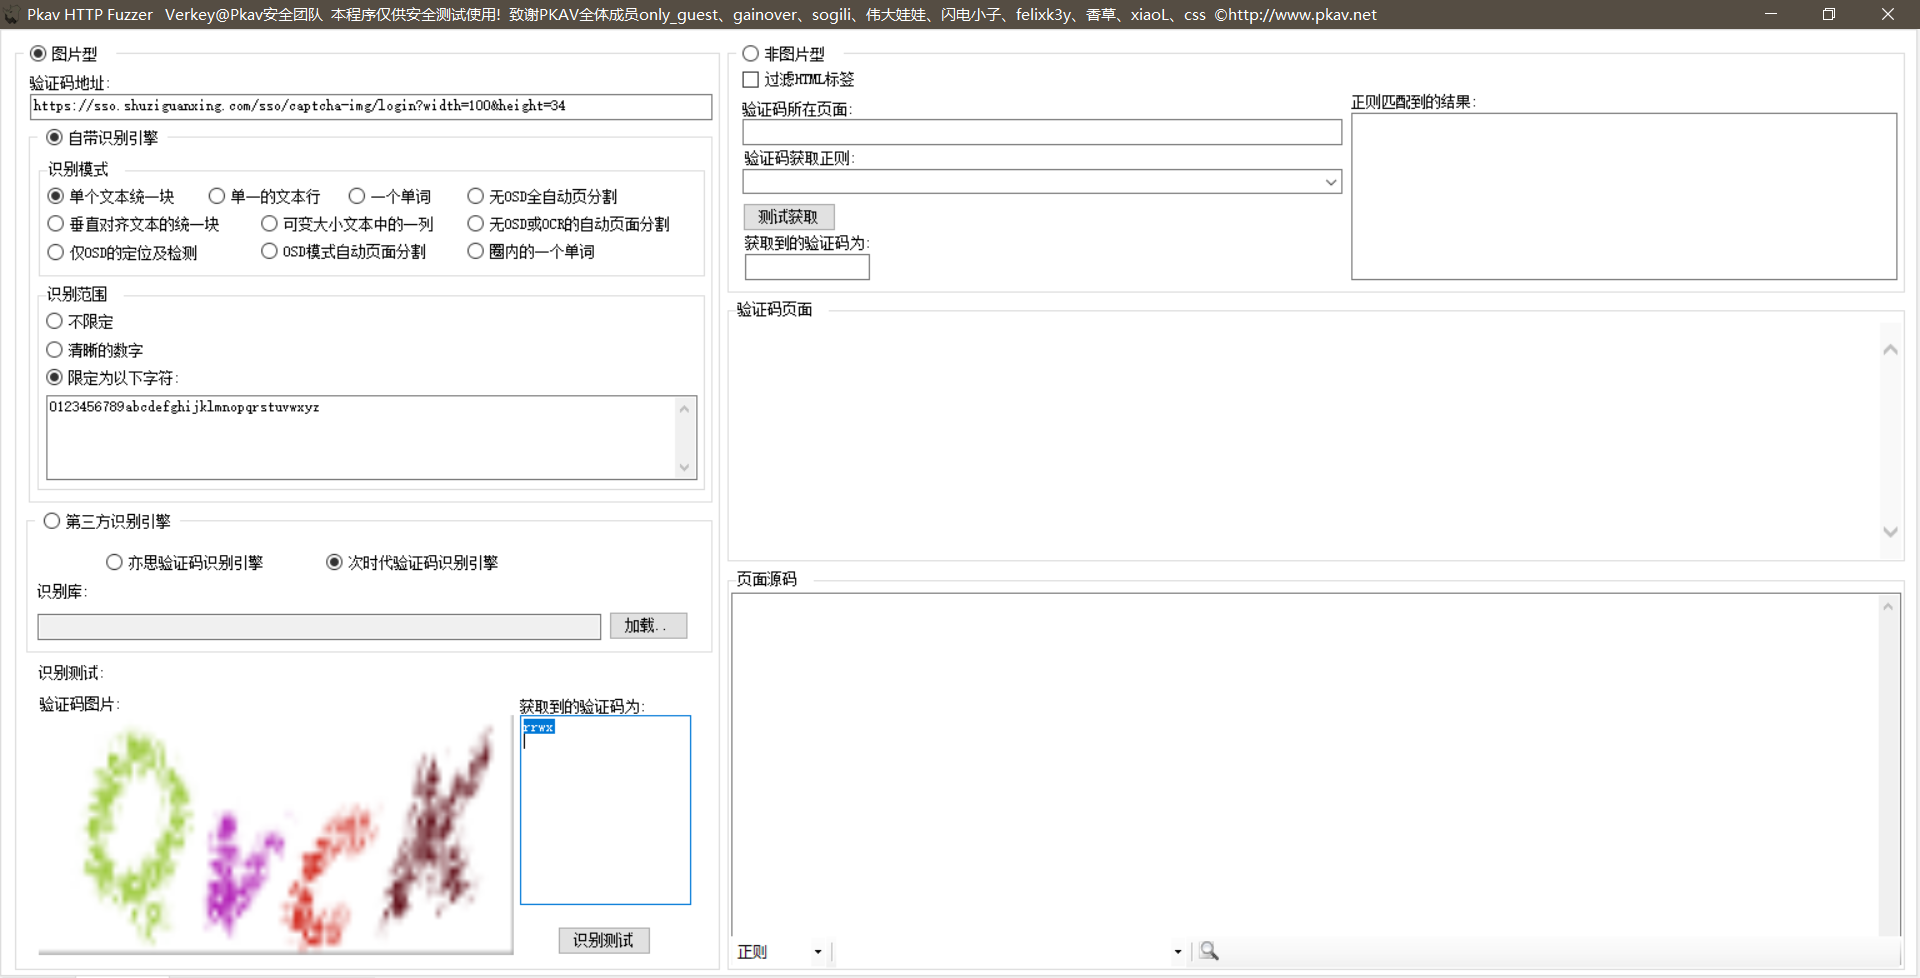 Pkav HTTP Fuzzer Verkey@Pkav安全团队 本程序仅供安全测试使用! 致谢PKAV全体成员only_guest、gainover、sogili、伟大娃娃、闪电小子、felixk3y、香草、xiaoL、css ©http://www.pkav.net
图片型
验证码地址:
https://sso.shuziguanxing.com/sso/captcha-img/login?width=100&height=34
自带识别引擎
识别模式
单个文本统一块 单一的文本行 一个单词 无OSD全自动页分割
垂直对齐文本的统一块 可变大小文本中的一列 无OSD或OCR的自动页面分割
仅OSD的定位及检测 OSD模式自动页面分割 圈内的一个单词
识别范围
不限定
清晰的数字
限定为以下字符:
0123456789abcdefghijklmnopqrstuvwxyz
第三方识别引擎
亦思验证码识别引擎 次时代验证码识别引擎
识别库:
加载..
识别测试:
验证码图片:
获取到的验证码为:
rrwx
识别测试
非图片型
过滤HTML标签
验证码所在页面:
验证码获取正则:
测试获取
获取到的验证码为:
正则匹配到的结果:
验证码页面
页面源码
正则